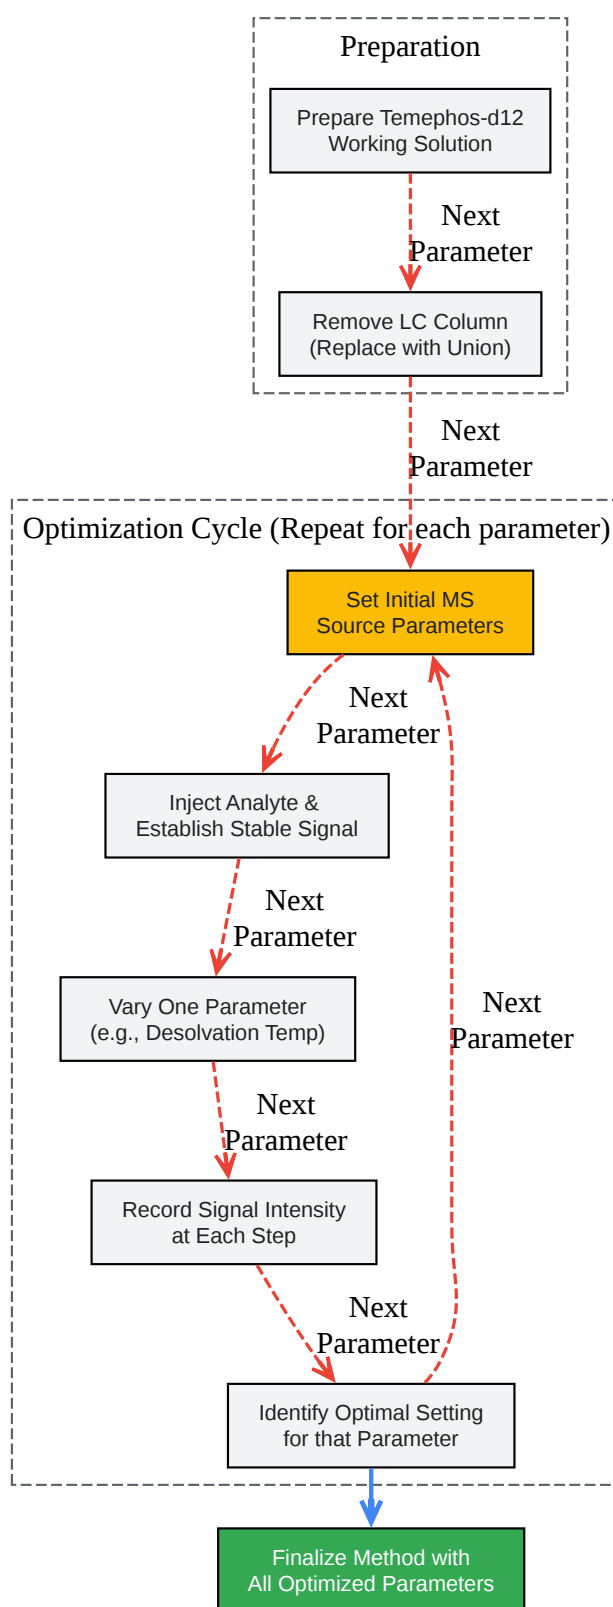 Preparation
Prepare Temephos-d12
Working Solution
Next
Parameter
Remove LC Column
(Replace with Union)
Next
Parameter
Optimization Cycle (Repeat for each parameter)
Set Initial MS
Source Parameters
Next
Parameter
Inject Analyte &
Establish Stable Signal
Next
Parameter
Vary One Parameter
(e.g., Desolvation Temp)
Next
Parameter
Next
Parameter
Record Signal Intensity
at Each Step
Next
Parameter
Identify Optimal Setting
for that Parameter
Finalize Method with
All Optimized Parameters